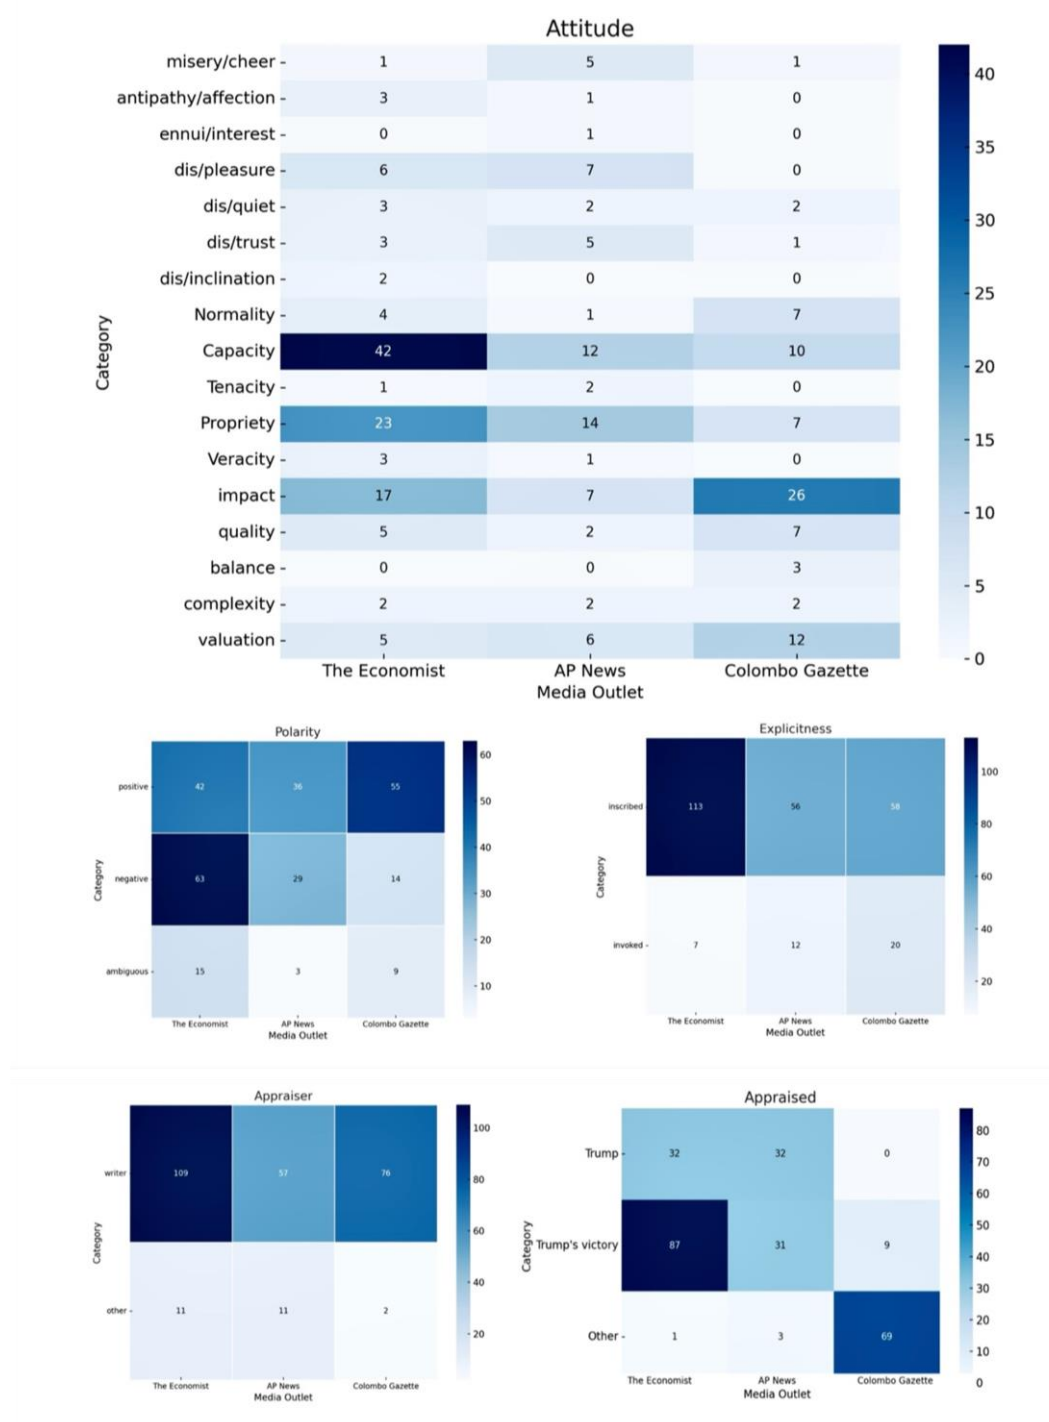 Attitude
misery/cheer 1 5 1
antipathy/affection 3 1 0
ennui/interest 0 1 0
dis/pleasure 6 7 0
dis/quiet 3 2 2
dis/trust 3 5 1
dis/inclination 2 0 0
Normality 4 1 7
Capacity 42 12 10
Tenacity 1 2 0
Propriety 23 14 7
Veracity 3 1 0
impact 17 7 26
quality 5 2 7
balance 0 0 3
complexity 2 2 2
valuation 5 6 12
Category
The Economist AP News Colombo Gazette
Media Outlet
40
35
30
25
20
15
10
5
0
Polarity
positive 42 36 55
negative 63 29 14
ambiguous 15 3 9
Category
The Economist AP News Colombo Gazette
Media Outlet
60
50
40
30
20
10
Explicitness
inscribed 113 56 58
invoked 7 12 20
Category
The Economist AP News Colombo Gazette
Media Outlet
100
80
60
40
20
Appraiser
writer 109 57 76
other 11 11 2
Category
The Economist AP News Colombo Gazette
Media Outlet
100
80
60
40
20
Appraised
Trump 32 32 0
Trump's victory 87 31 9
Other 1 3 69
Category
The Economist AP News Colombo Gazette
Media Outlet
80
70
60
50
40
30
20
10
0